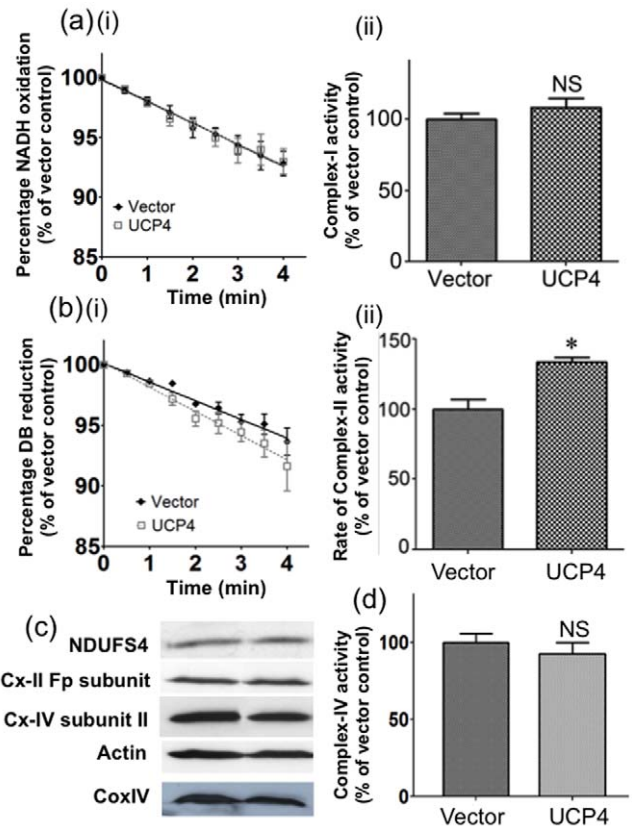 (a) (i)
Percentage NADH oxidation
(% of vector control)
100
95
90
85
0 1 2 3 4
Time (min)
Vector
UCP4
(ii)
Complex-I activity
(% of vector control)
100
50
0
NS
Vector UCP4
(b) (i)
Percentage DB reduction
(% of vector control)
100
95
90
85
0 1 2 3 4
Time (min)
Vector
UCP4
(ii)
Rate of Complex-II activity
(% of vector control)
150
100
50
0
*
Vector UCP4
(c)
NDUFS4
Cx-II Fp subunit
Cx-IV subunit II
Actin
CoxIV
(d)
Complex-IV activity
(% of vector control)
100
50
0
NS
Vector UCP4